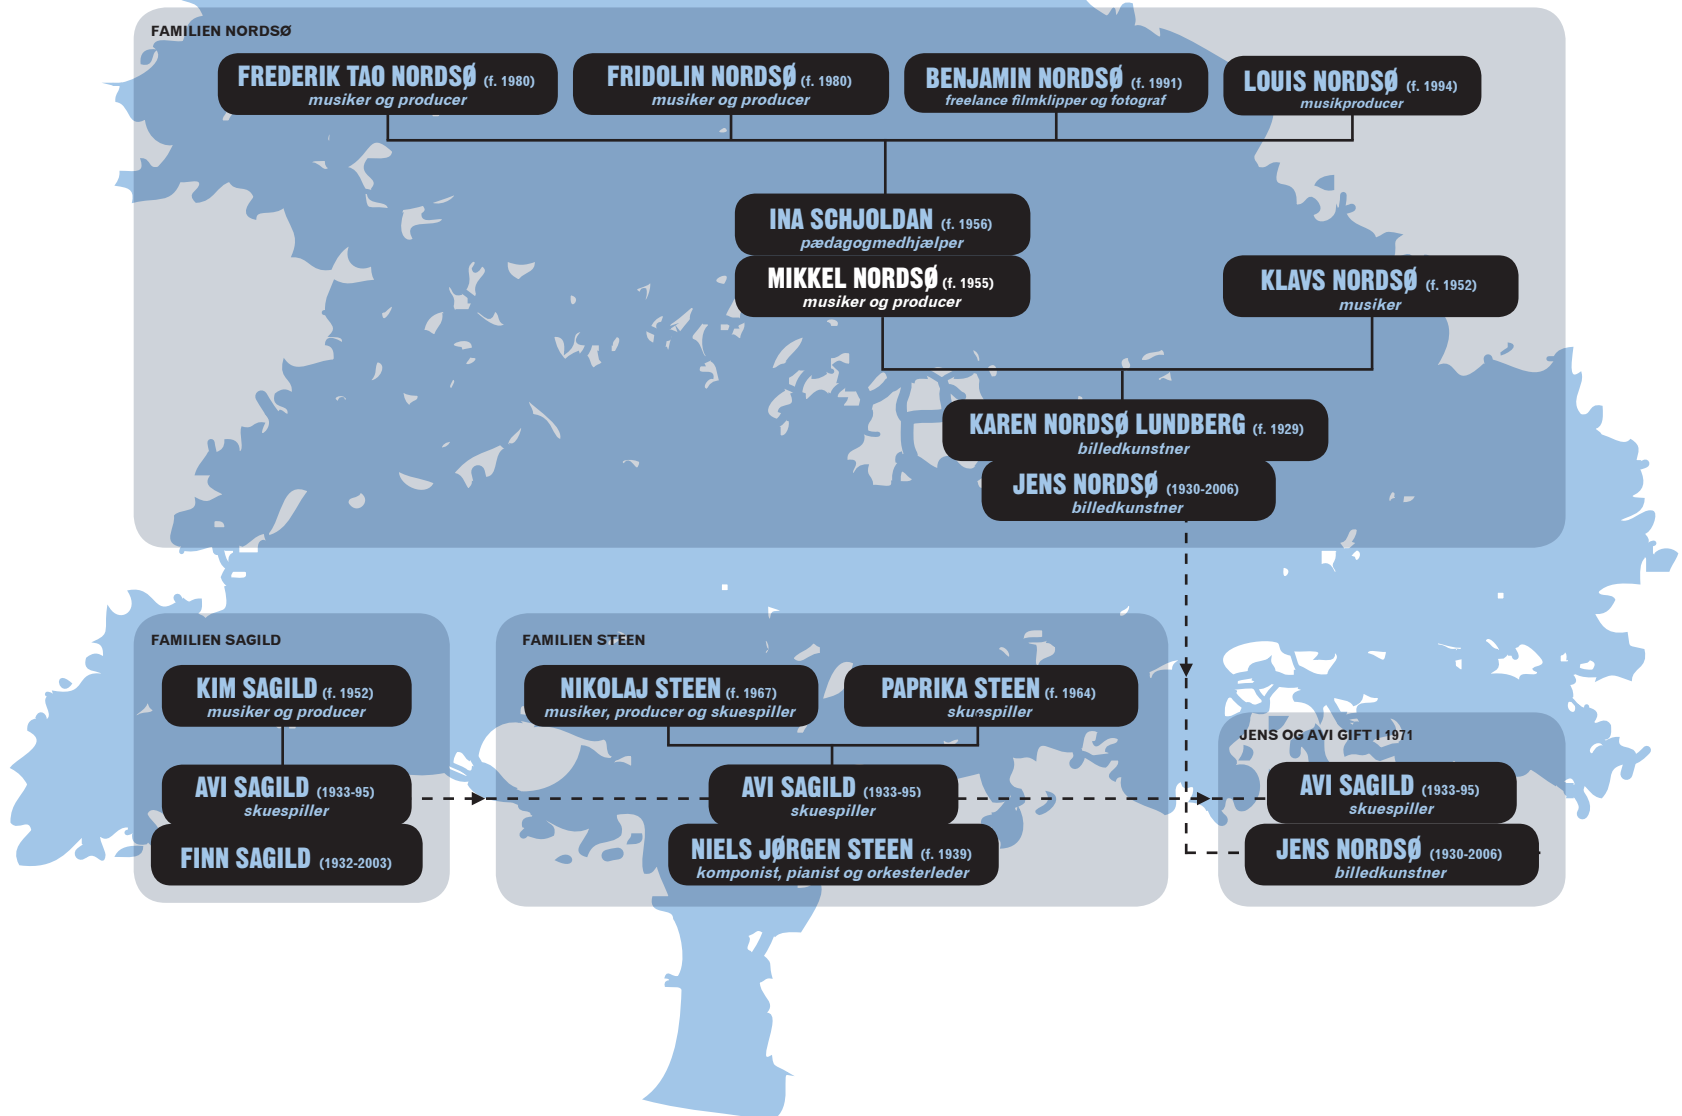 FAMILIEN NORDSØ
FREDERIK TAO NORDSØ (f. 1980)
musiker og producer
FRIDOLIN NORDSØ (f. 1980)
musiker og producer
BENJAMIN NORDSØ (f. 1991)
freelance filmklipper og fotograf
LOUIS NORDSØ (f. 1994)
musikproducer
INA SCHJOLDAN (f. 1956)
pædagogmedhjælper
MIKKEL NORDSØ (f. 1955)
musiker og producer
KLAVS NORDSØ (f. 1952)
musiker
KAREN NORDSØ LUNDBERG (f. 1929)
billedkunstner
JENS NORDSØ (1930-2006)
billedkunstner
FAMILIEN SAGILD
KIM SAGILD (f. 1952)
musiker og producer
AVI SAGILD (1933-95)
skuespiller
FINN SAGILD (1932-2003)
FAMILIEN STEEN
NIKOLAJ STEEN (f. 1967)
musiker, producer og skuespiller
PAPRIKA STEEN (f. 1964)
skuespiller
AVI SAGILD (1933-95)
skuespiller
NIELS JØRGEN STEEN (f. 1939)
komponist, pianist og orkesterleder
JENS OG AVI GIFT I 1971
AVI SAGILD (1933-95)
skuespiller
JENS NORDSØ (1930-2006)
billedkunstner